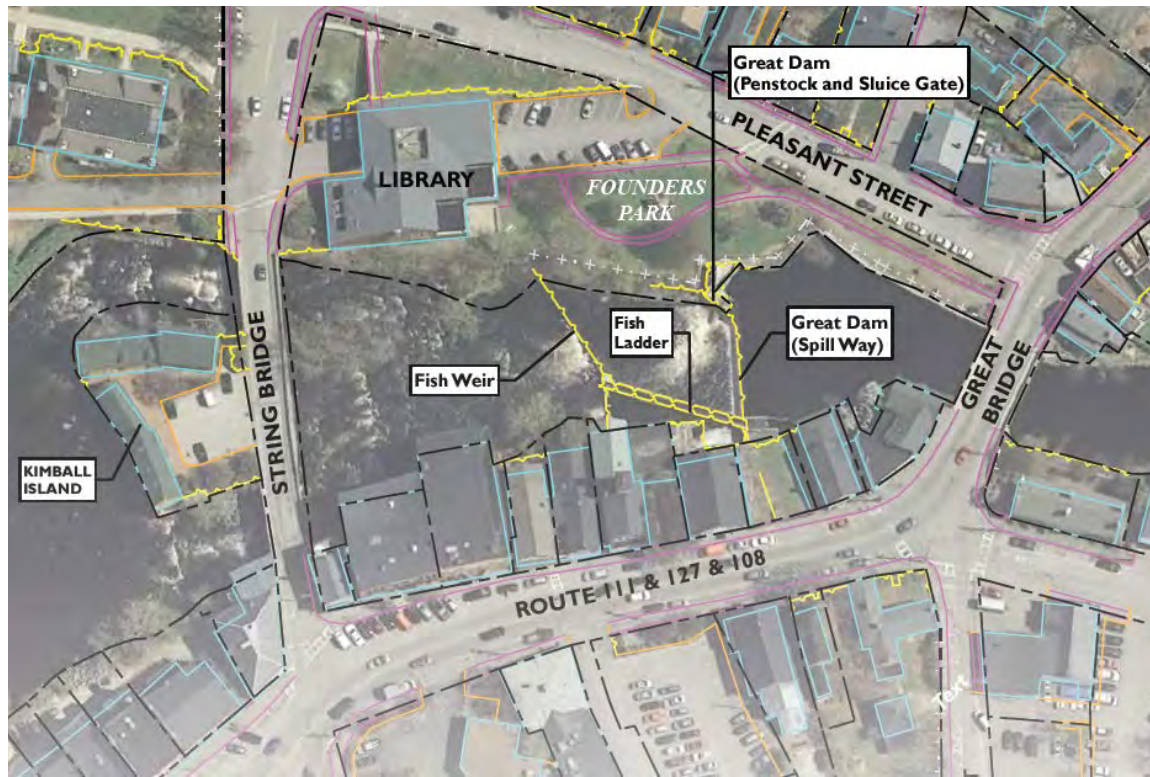 Great Dam
(Penstock and Sluice Gate)
PLEASANT STREET
LIBRARY
FOUNDERS
PARK
Fish
Ladder
Great Dam
(Spill Way)
Fish Weir
GREAT
BRIDGE
STRING BRIDGE
KIMBALL
ISLAND
ROUTE 111 & 127 & 108
Text